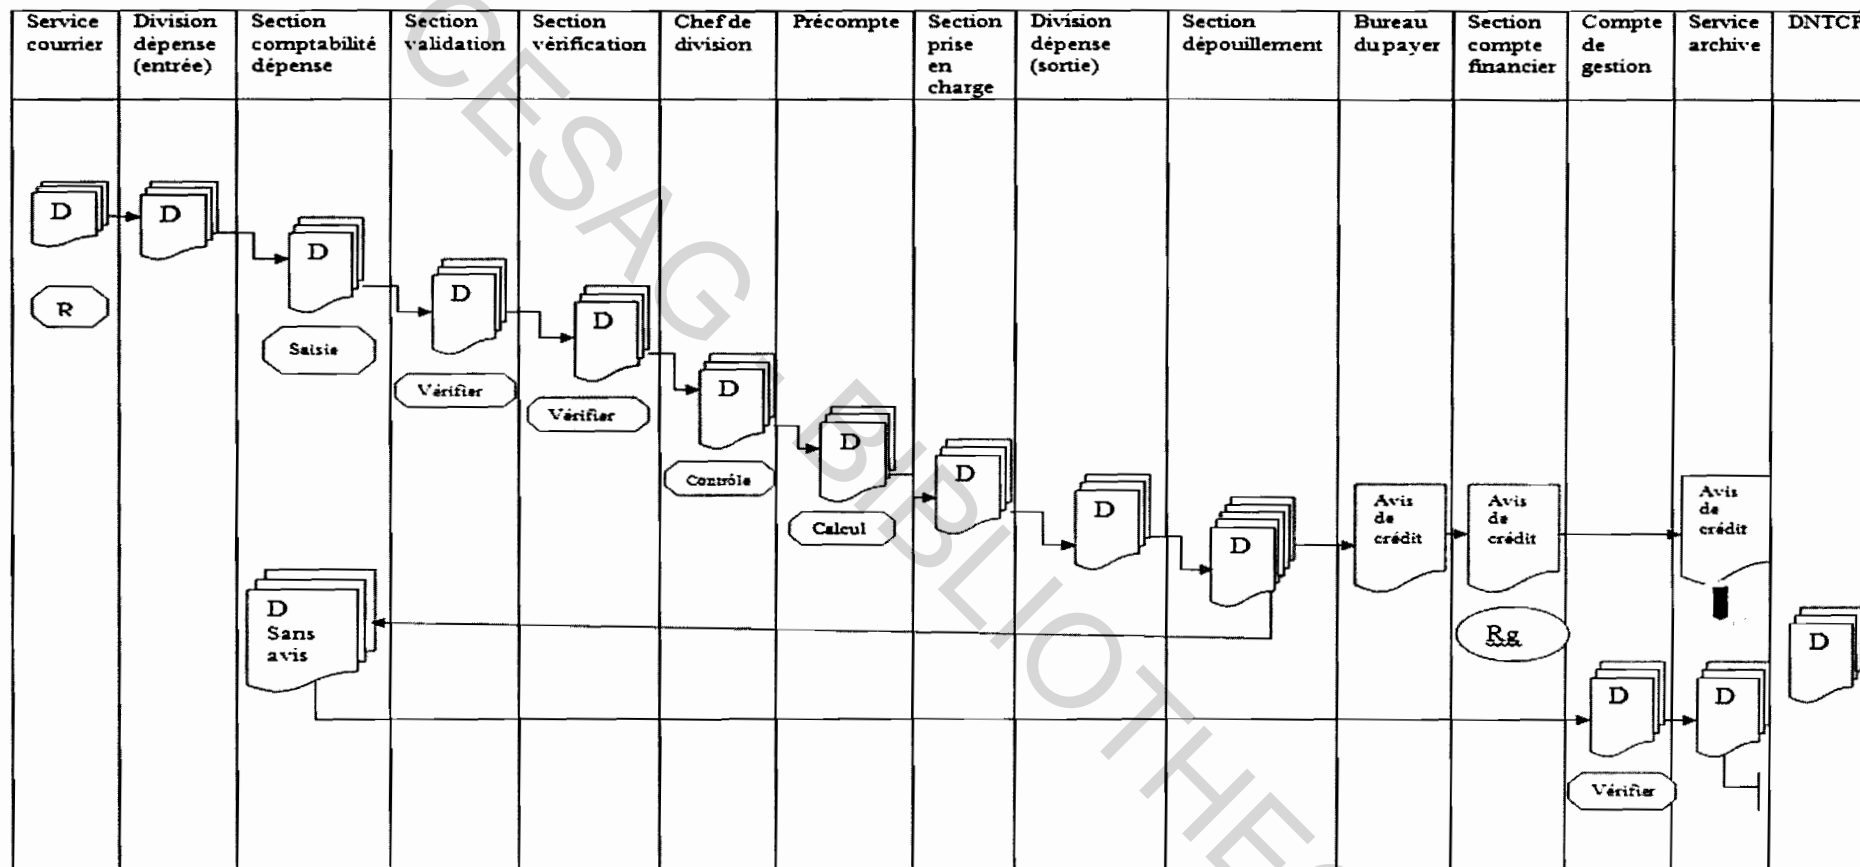 Service
courrier
Division
dépense
(entrée)
Section
comptabilité
dépense
Section
validation
Section
vérification
Chef de
division
Précompte
Section
prise
en
charge
Division
dépense
(sortie)
Section
dépouillement
Bureau
du payer
Section
compte
financier
Compte
de
gestion
Service
archive
DNTCP
D
D
D
D
D
D
D
D
D
D
Avis
de
crédit
Avis
de
crédit
Avis
de
crédit
R
Saisie
Vérifier
Vérifier
Contrôle
Calcul
D
Sans
avis
Rg
D
D
D
Vérifier
CESAG - BIBLIOTHE